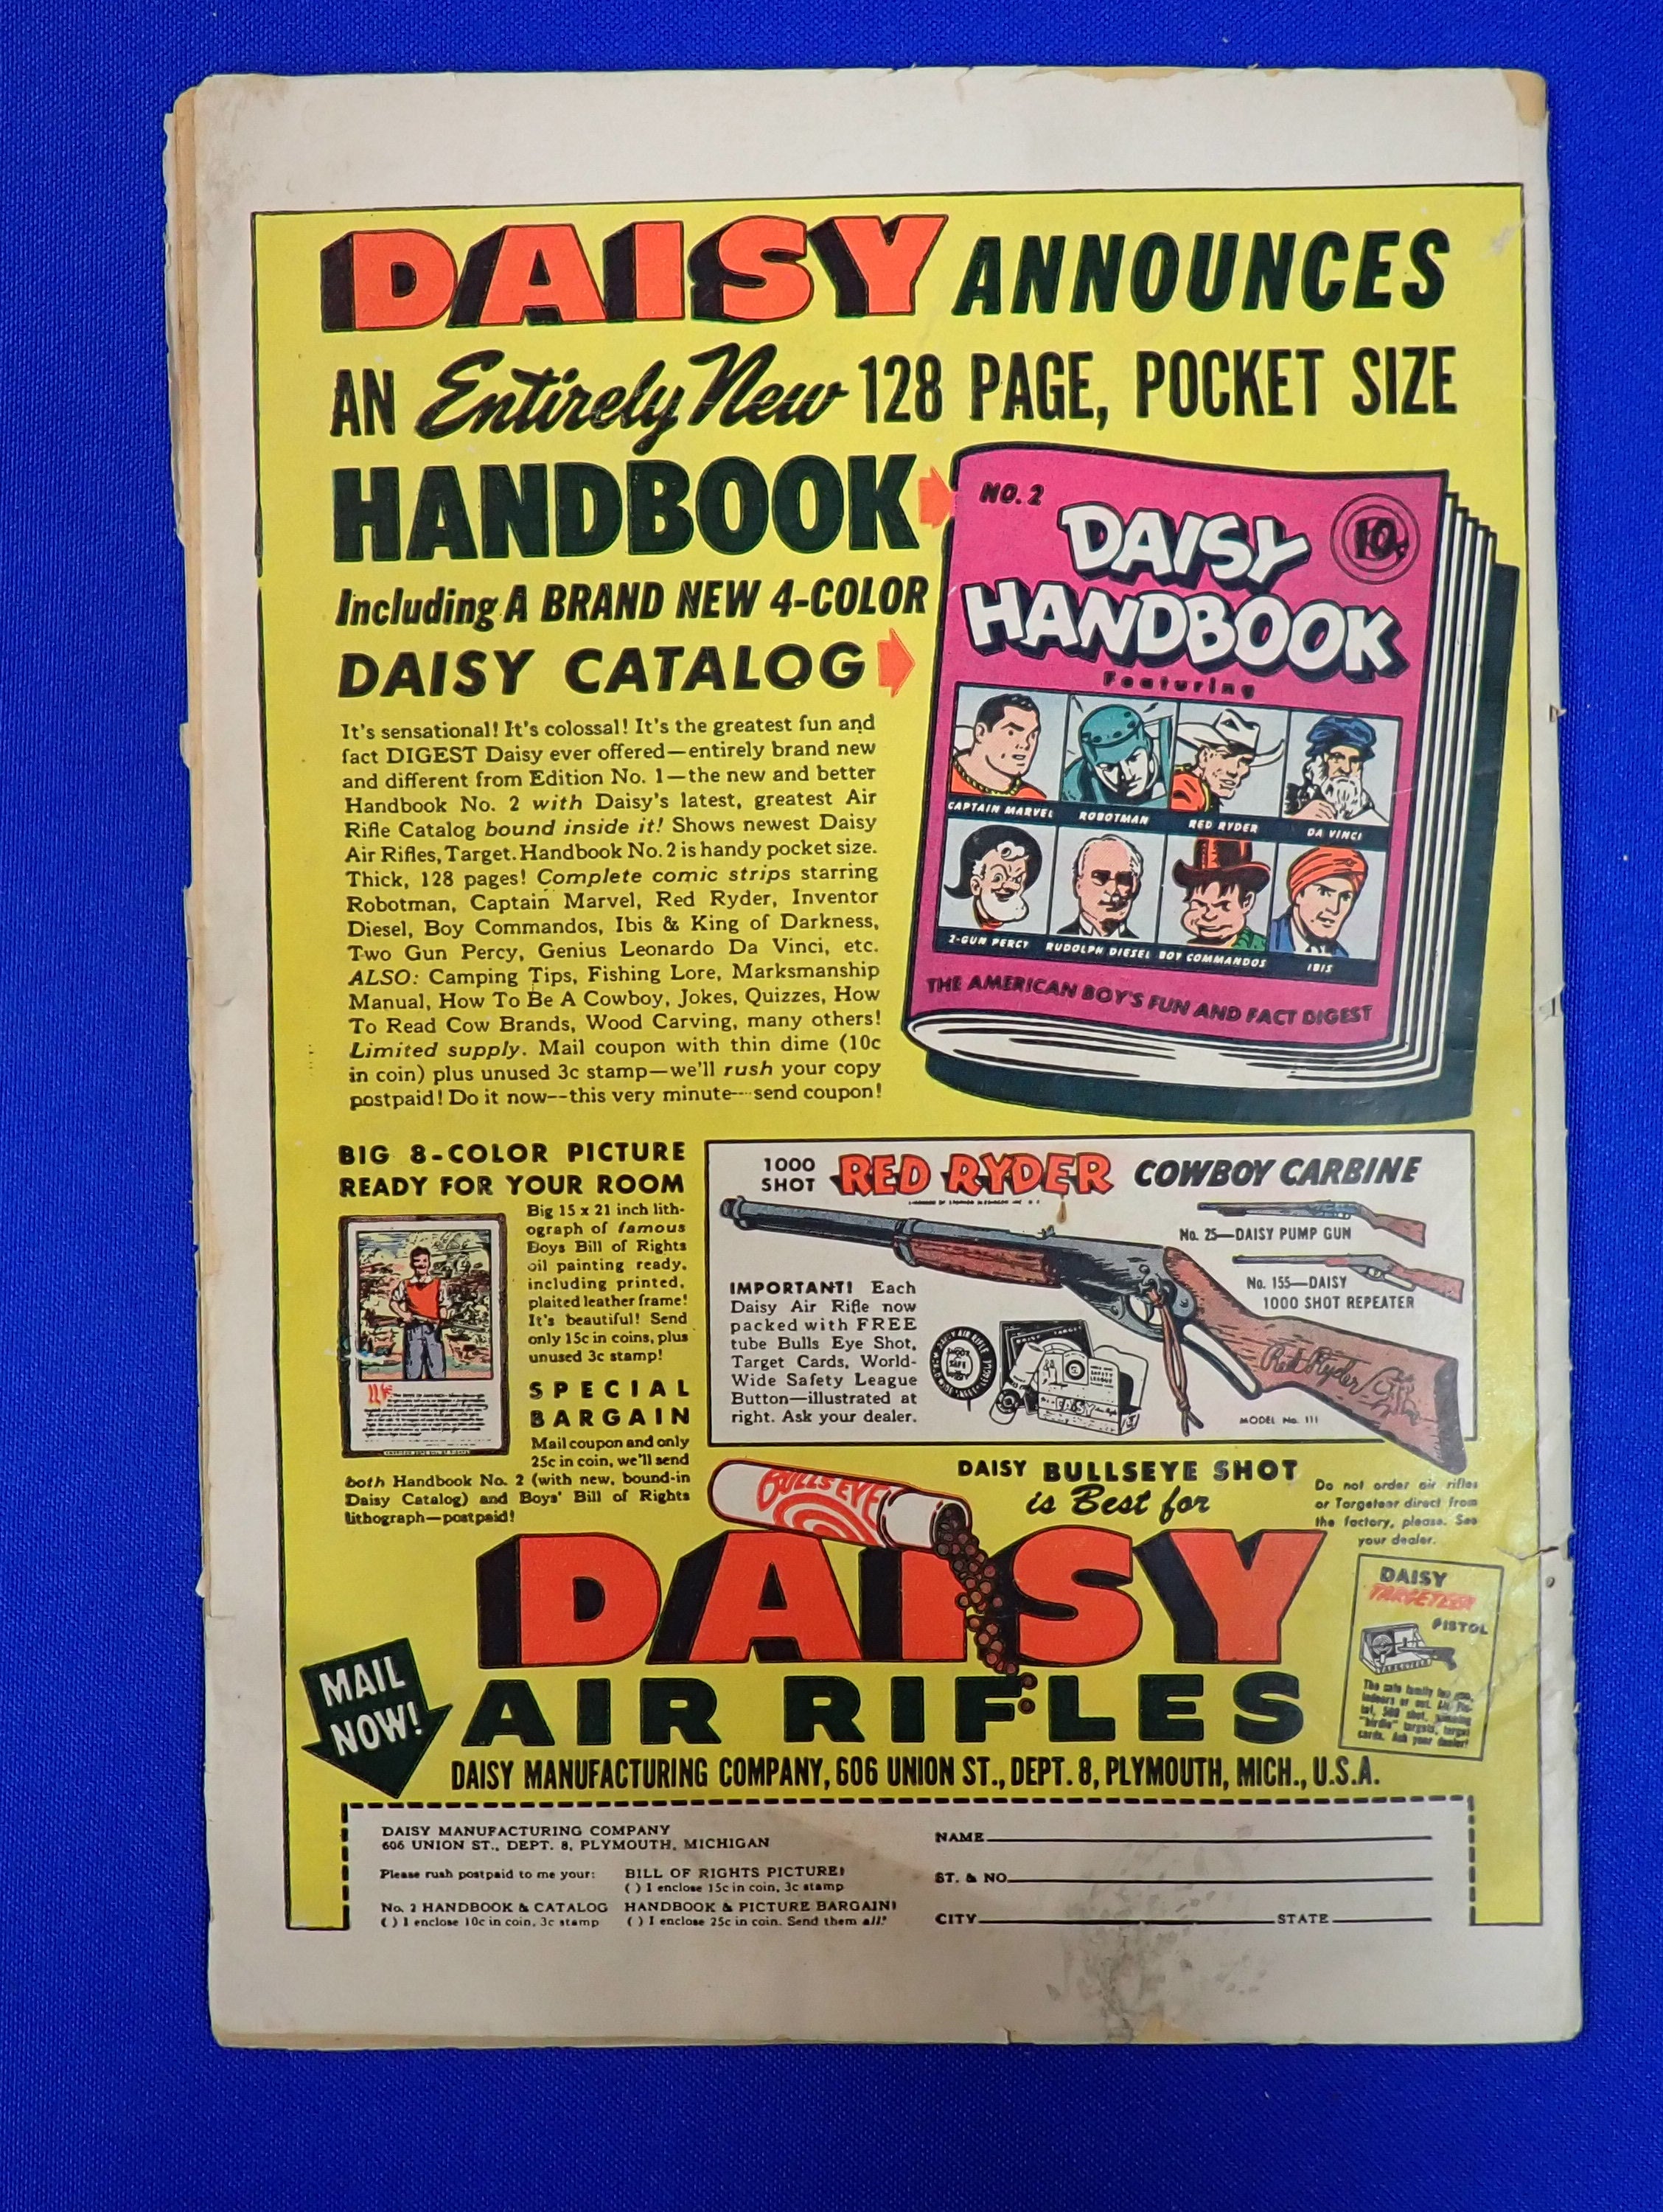 DAISY ANNOUNCES
AN Entirely New 128 PAGE, POCKET SIZE
HANDBOOK
Including A BRAND NEW 4-COLOR
DAISY CATALOG
It's sensational! It's colossal! It's the greatest fun and
fact DIGEST Daisy ever offered—entirely brand new
and different from Edition No. 1—the new and better
Handbook No. 2 with Daisy's latest, greatest Air
Rifle Catalog bound inside it! Shows newest Daisy
Air Rifles, Target. Handbook No. 2 is handy pocket size.
Thick, 128 pages! Complete comic strips starring
Robotman, Captain Marvel, Red Ryder, Inventor
Diesel, Boy Commandos, Ibis & King of Darkness,
Two Gun Percy, Genius Leonardo Da Vinci, etc.
ALSO: Camping Tips, Fishing Lore, Marksmanship
Manual, How To Be A Cowboy, Jokes, Quizzes, How
To Read Cow Brands, Wood Carving, many others!
Limited supply. Mail coupon with thin dime (10c
in coin) plus unused 3c stamp—we'll rush your copy
postpaid! Do it now--this very minute---send coupon!
NO. 2
10¢
DAISY
HANDBOOK
Featuring
CAPTAIN MARVEL ROBOTMAN RED RYDER DA VINCI
2-GUN PERCY RUDOLPH DIESEL BOY COMMANDOS IBIS
THE AMERICAN BOY'S FUN AND FACT DIGEST
BIG 8-COLOR PICTURE
READY FOR YOUR ROOM
Big 15 x 21 inch lith-
ograph of famous
Boys Bill of Rights
oil painting ready,
including printed,
plaited leather frame!
It's beautiful! Send
only 15c in coins, plus
unused 3c stamp!
SPECIAL
BARGAIN
Mail coupon and only
25c in coin, we'll send
both Handbook No. 2 (with new, bound-in
Daisy Catalog) and Boys' Bill of Rights
lithograph—postpaid!
1000
SHOT
RED RYDER COWBOY CARBINE
No. 25—DAISY PUMP GUN
No. 155—DAISY
1000 SHOT REPEATER
IMPORTANT! Each
Daisy Air Rifle now
packed with FREE
tube Bulls Eye Shot,
Target Cards, World-
Wide Safety League
Button—illustrated at
right. Ask your dealer.
Red Ryder
MODEL No. 111
BULLS EYE
DAISY BULLSEYE SHOT
is Best for
Do not order air rifles
or Targeteer direct from
the factory, please. See
your dealer.
DAISY
AIR RIFLES
DAISY
TARGETEER
PISTOL
MAIL
NOW!
DAISY MANUFACTURING COMPANY, 606 UNION ST., DEPT. 8, PLYMOUTH, MICH., U.S.A.
DAISY MANUFACTURING COMPANY
606 UNION ST., DEPT. 8, PLYMOUTH, MICHIGAN
Please rush postpaid to me your:
No. 2 HANDBOOK & CATALOG
( ) I enclose 10c in coin, 3c stamp
BILL OF RIGHTS PICTURE!
( ) I enclose 15c in coin, 3c stamp
HANDBOOK & PICTURE BARGAIN!
( ) I enclose 25c in coin. Send them all!
NAME
ST. & NO.
CITY STATE